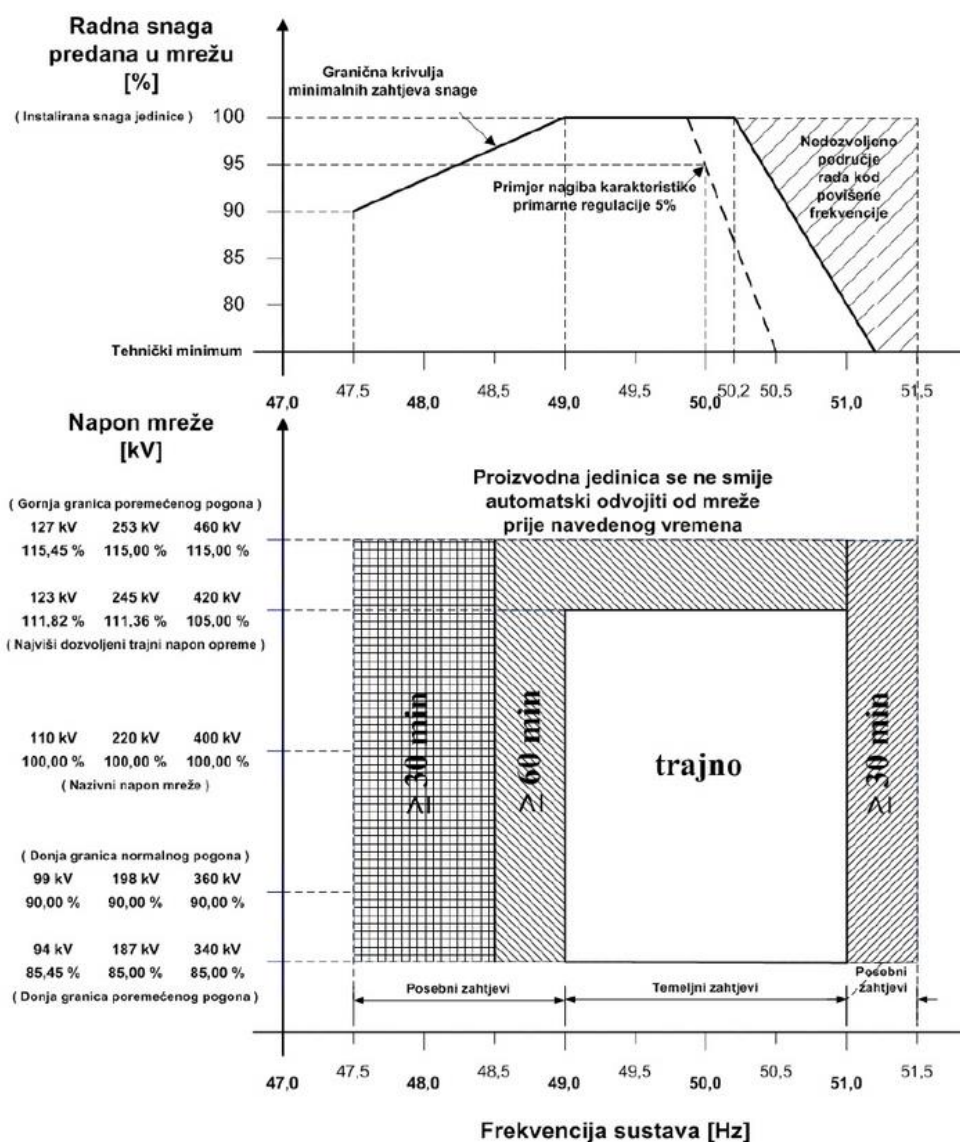 Radna snaga
predana u mrežu
[%]
( Instalirana snaga jedinice )
100
95
90
85
80
Tehnički minimum
Granična krivulja
minimalnih zahtjeva snage
Primjer nagiba karakteristike
primarne regulacije 5%
Nedozvoljeno
područje
rada kod
povišene
frekvencije
47,0
47,5
48,0
48,5
49,0
49,5
50,0
50,2
50,5
51,0
51,5
Napon mreže
[kV]
Proizvodna jedinica se ne smije
automatski odvojiti od mreže
prije navedenog vremena
( Gornja granica poremećenog pogona )
127 kV 253 kV 460 kV
115,45 % 115,00 % 115,00 %
123 kV 245 kV 420 kV
111,82 % 111,36 % 105,00 %
( Najviši dozvoljeni trajni napon opreme )
110 kV 220 kV 400 kV
100,00 % 100,00 % 100,00 %
( Nazivni napon mreže )
( Donja granica normalnog pogona )
99 kV 198 kV 360 kV
90,00 % 90,00 % 90,00 %
94 kV 187 kV 340 kV
85,45 % 85,00 % 85,00 %
( Donja granica poremećenog pogona )
≥ 30 min
≥ 60 min
trajno
≥ 30 min
Posebni zahtjevi
Temeljni zahtjevi
Posebni
zahtjevi
47,0
47,5
48,0
48,5
49,0
49,5
50,0
50,5
51,0
51,5
Frekvencija sustava [Hz]